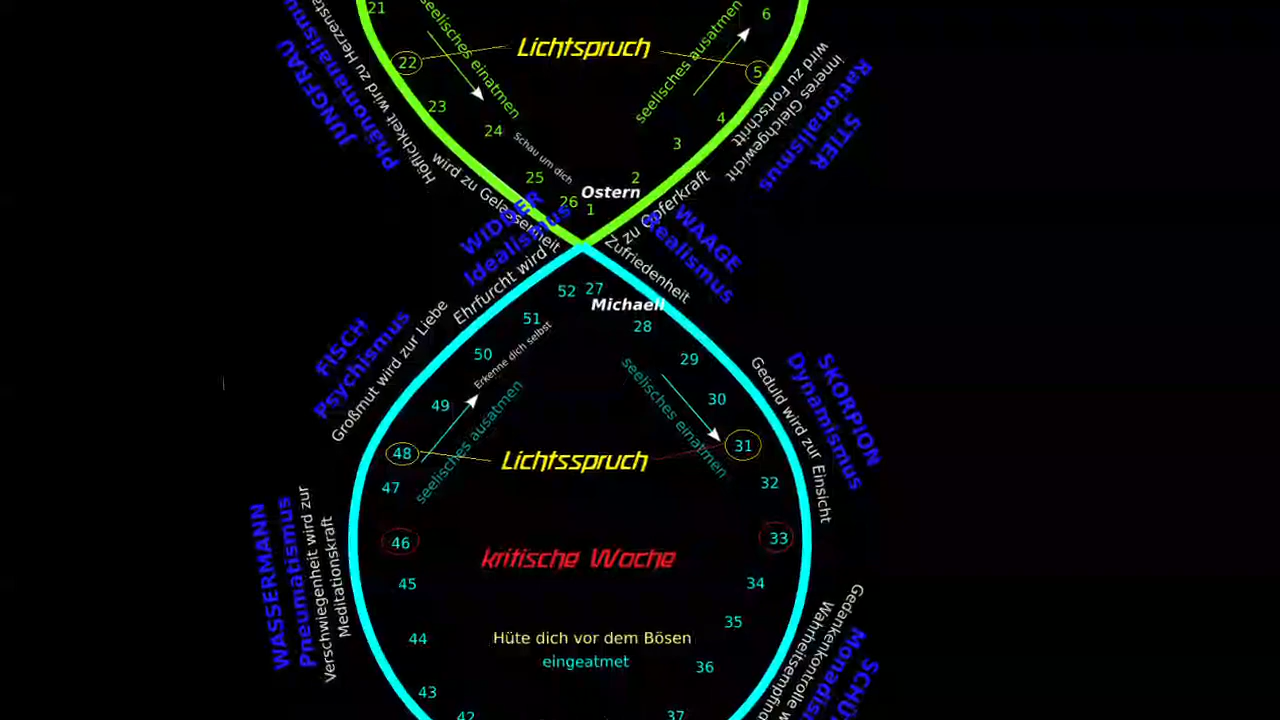 21
6
seelisches einatmen
seelisches ausatmen
Lichtspruch
22
5
23
4
24
3
Schau um dich
25
2
26
1
Ostern
JUNGFRAU
Phänomanalismus
Höflichkeit wird zu
wird zu Gelassenheit
inneres Gleichgewicht
wird zu Fortschritt
STIER
Rationalismus
WIDDER
Idealismus
WAAGE
Realismus
zu Opferkraft
Zufriedenheit
Ehrfurcht wird
52
27
Michaeli
51
28
50
29
49
30
Erkenne dich selbst
seelisches ausatmen
seelisches einatmen
FISCH
Psychismus
Großmut wird zur Liebe
SKORPION
Dynamismus
Geduld wird zur Einsicht
48
31
Lichtsspruch
47
32
46
33
kritische Woche
45
34
44
35
Hüte dich vor dem Bösen
eingeatmet
36
43
42
37
WASSERMANN
Pneumatismus
Verschwiegenheit wird zur
Meditationskraft
Gedankenkontrolle